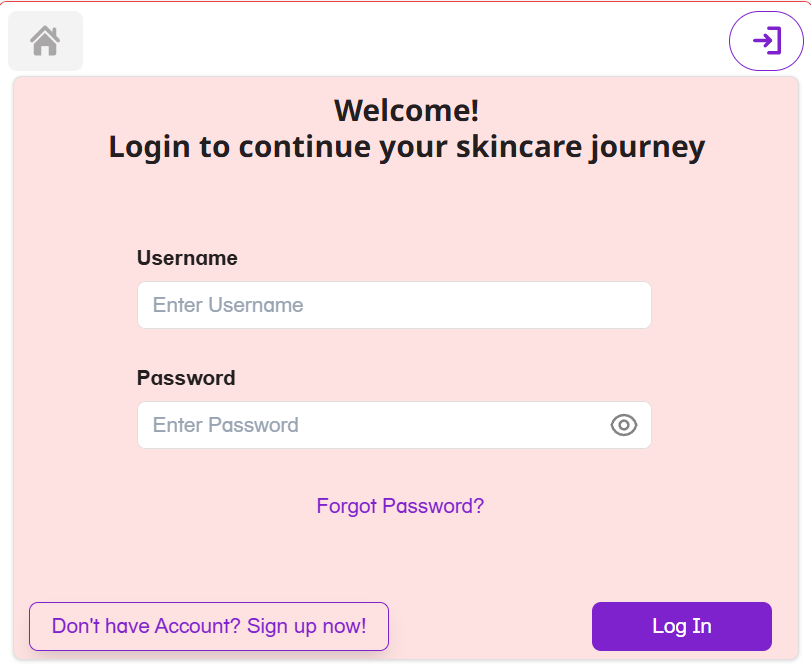 Welcome!
Login to continue your skincare journey
Username
Enter Username
Password
Enter Password
Forgot Password?
Don't have Account? Sign up now!
Log In